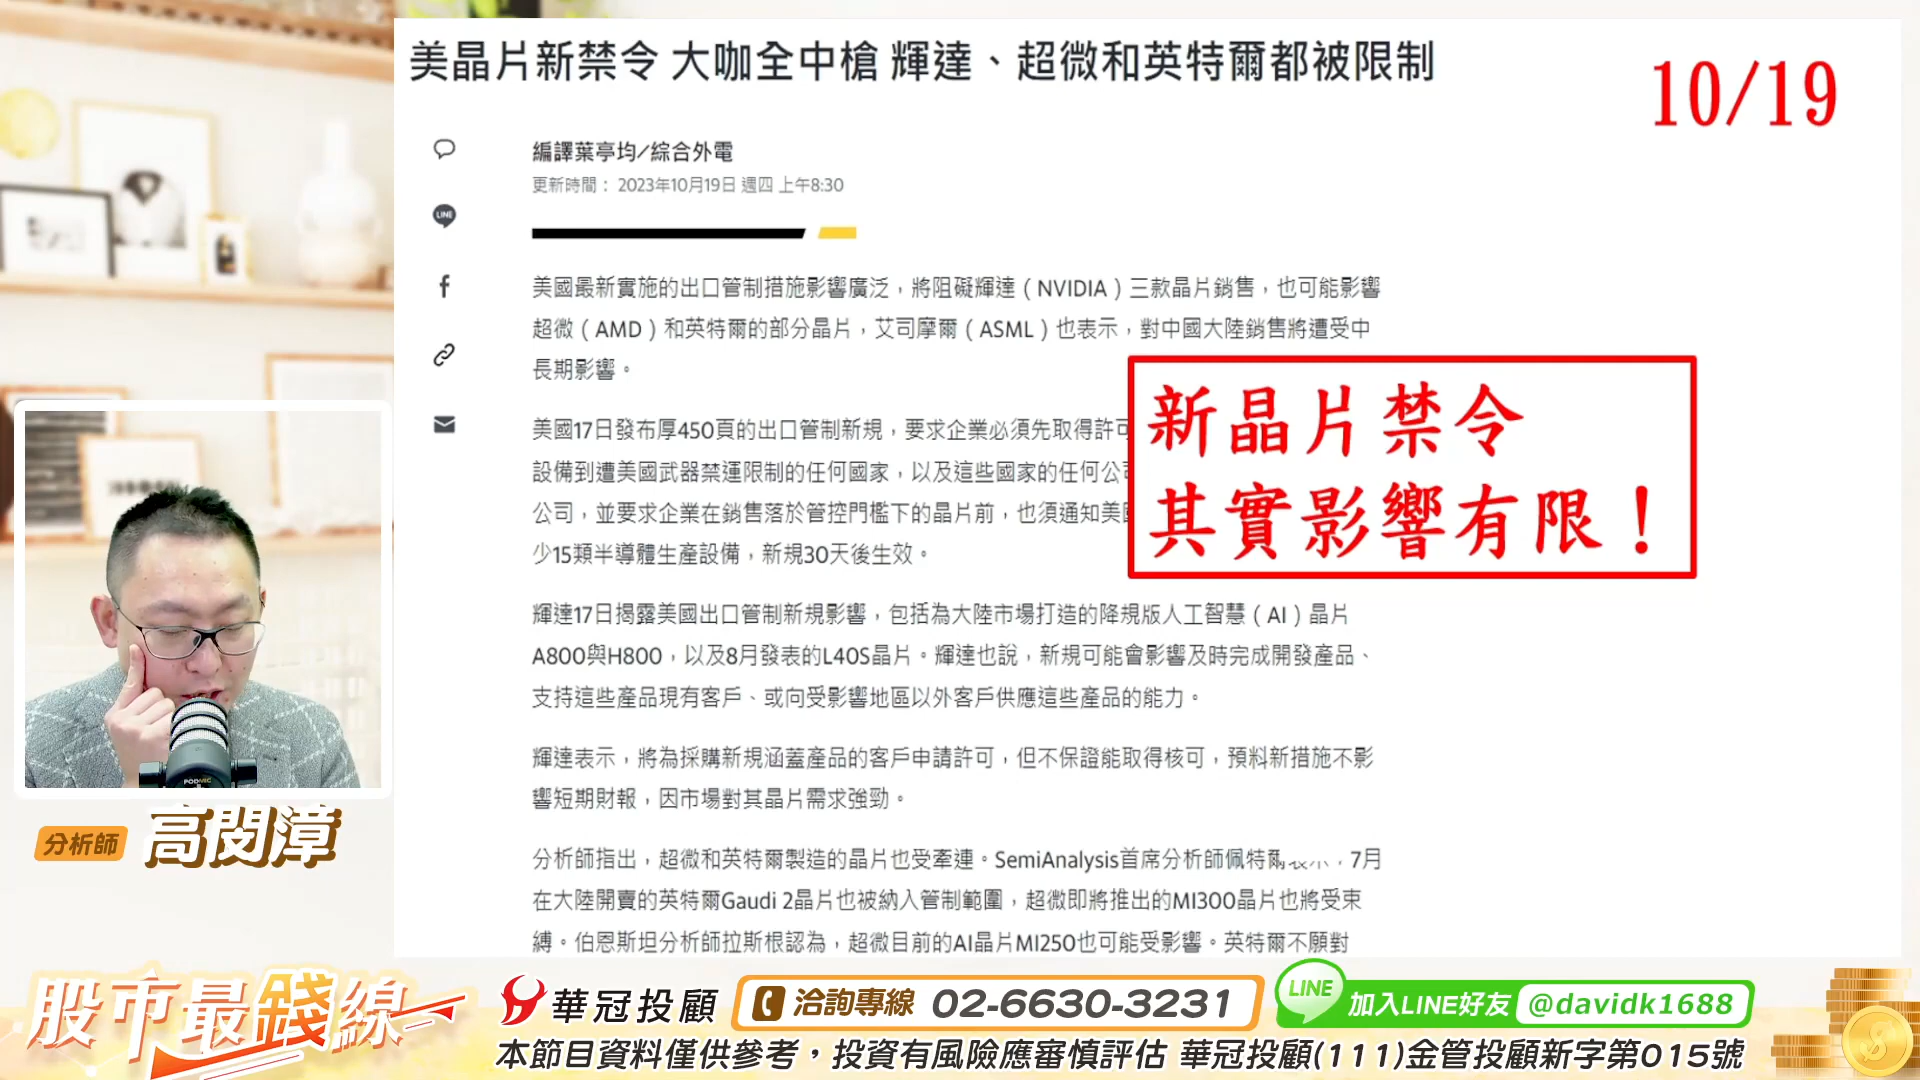 美晶片新禁令 大咖全中槍 輝達、超微和英特爾都被限制
10/19
編譯葉亭均／綜合外電
更新時間： 2023年10月19日 週四 上午8:30
LINE
美國最新實施的出口管制措施影響廣泛，將阻礙輝達（NVIDIA）三款晶片銷售，也可能影響
超微（AMD）和英特爾的部分晶片，艾司摩爾（ASML）也表示，對中國大陸銷售將遭受中
長期影響。
美國17日發布厚450頁的出口管制新規，要求企業必須先取得許可
設備到遭美國武器禁運限制的任何國家，以及這些國家的任何公司
公司，並要求企業在銷售落於管控門檻下的晶片前，也須通知美國
少15類半導體生產設備，新規30天後生效。
新晶片禁令
其實影響有限！
輝達17日揭露美國出口管制新規影響，包括為大陸市場打造的降規版人工智慧（AI）晶片
A800與H800，以及8月發表的L40S晶片。輝達也說，新規可能會影響及時完成開發產品、
支持這些產品現有客戶、或向受影響地區以外客戶供應這些產品的能力。
輝達表示，將為採購新規涵蓋產品的客戶申請許可，但不保證能取得核可，預料新措施不影
響短期財報，因市場對其晶片需求強勁。
分析師指出，超微和英特爾製造的晶片也受牽連。SemiAnalysis首席分析師佩特爾表示，7月
在大陸開賣的英特爾Gaudi 2晶片也被納入管制範圍，超微即將推出的MI300晶片也將受束
縛。伯恩斯坦分析師拉斯根認為，超微目前的AI晶片MI250也可能受影響。英特爾不願對
PODMIC
分析師 高閔漳
股市最錢線
華冠投顧 洽詢專線 02-6630-3231
LINE 加入LINE好友 @davidk1688
本節目資料僅供參考，投資有風險應審慎評估 華冠投顧(111)金管投顧新字第015號